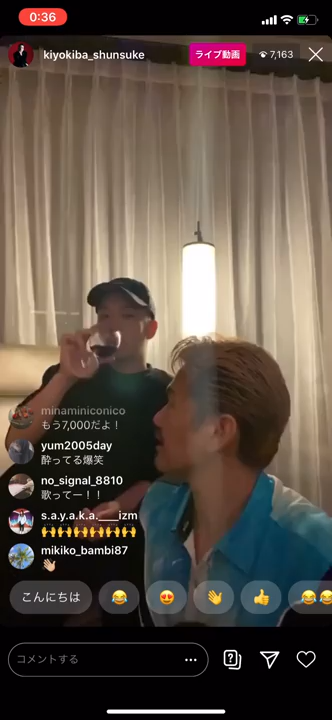 0:36
kiyokiba_shunsuke
ライブ動画
7,163
minaminiconico
もう7,000だよ！
yum2005day
酔ってる爆笑
no_signal_8810
歌ってー！！
s.a.y.a.k.a.____izm
🙌🙌🙌🙌🙌🙌🙌🙌
mikiko_bambi87
👋🏻
こんにちは 😂 😍 👋 👍 😂😂
コメントする